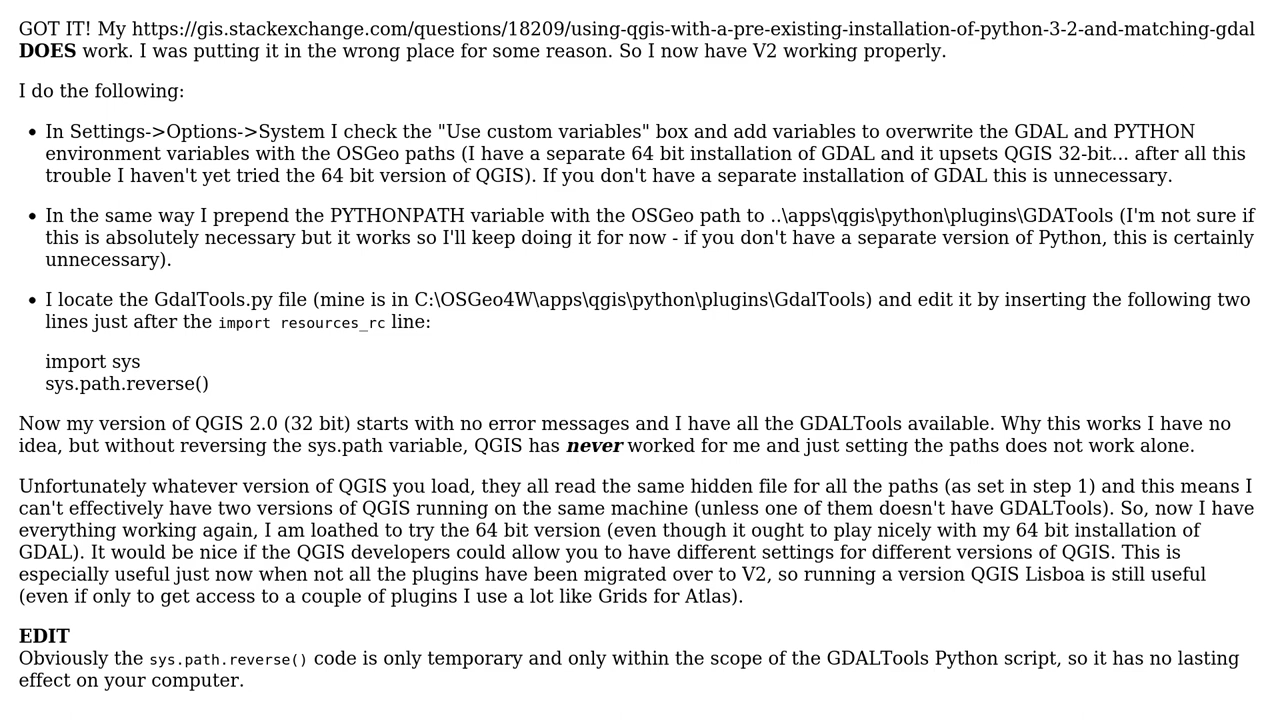 GOT IT! My https://gis.stackexchange.com/questions/18209/using-qgis-with-a-pre-existing-installation-of-python-3-2-and-matching-gdal
DOES work. I was putting it in the wrong place for some reason. So I now have V2 working properly.
I do the following:
• In Settings->Options->System I check the "Use custom variables" box and add variables to overwrite the GDAL and PYTHON
environment variables with the OSGeo paths (I have a separate 64 bit installation of GDAL and it upsets QGIS 32-bit... after all this
trouble I haven't yet tried the 64 bit version of QGIS). If you don't have a separate installation of GDAL this is unnecessary.
• In the same way I prepend the PYTHONPATH variable with the OSGeo path to ..\apps\qgis\python\plugins\GDATools (I'm not sure if
this is absolutely necessary but it works so I'll keep doing it for now - if you don't have a separate version of Python, this is certainly
unnecessary).
• I locate the GdalTools.py file (mine is in C:\OSGeo4W\apps\qgis\python\plugins\GdalTools) and edit it by inserting the following two
lines just after the import resources_rc line:
import sys
sys.path.reverse()
Now my version of QGIS 2.0 (32 bit) starts with no error messages and I have all the GDALTools available. Why this works I have no
idea, but without reversing the sys.path variable, QGIS has never worked for me and just setting the paths does not work alone.
Unfortunately whatever version of QGIS you load, they all read the same hidden file for all the paths (as set in step 1) and this means I
can't effectively have two versions of QGIS running on the same machine (unless one of them doesn't have GDALTools). So, now I have
everything working again, I am loathed to try the 64 bit version (even though it ought to play nicely with my 64 bit installation of
GDAL). It would be nice if the QGIS developers could allow you to have different settings for different versions of QGIS. This is
especially useful just now when not all the plugins have been migrated over to V2, so running a version QGIS Lisboa is still useful
(even if only to get access to a couple of plugins I use a lot like Grids for Atlas).
EDIT
Obviously the sys.path.reverse() code is only temporary and only within the scope of the GDALTools Python script, so it has no lasting
effect on your computer.